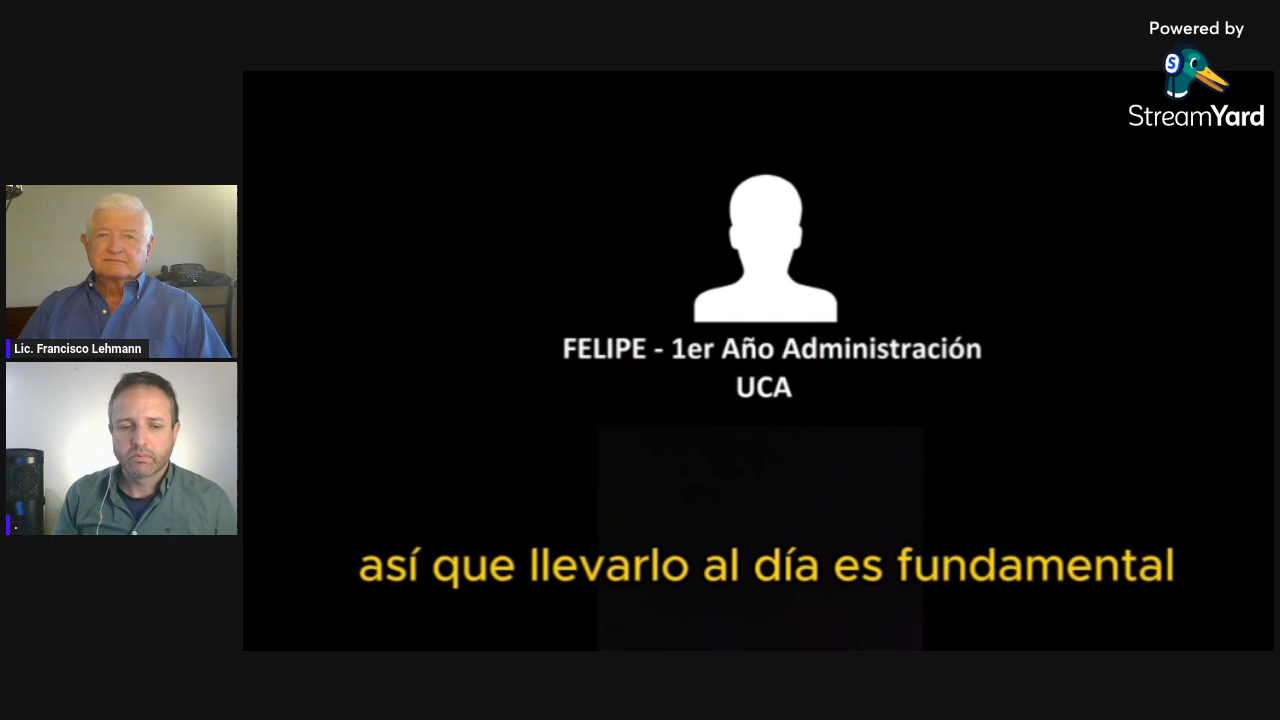 Powered by
S
StreamYard
Lic. Francisco Lehmann
.
FELIPE - 1er Año Administración
UCA
así que llevarlo al día es fundamental